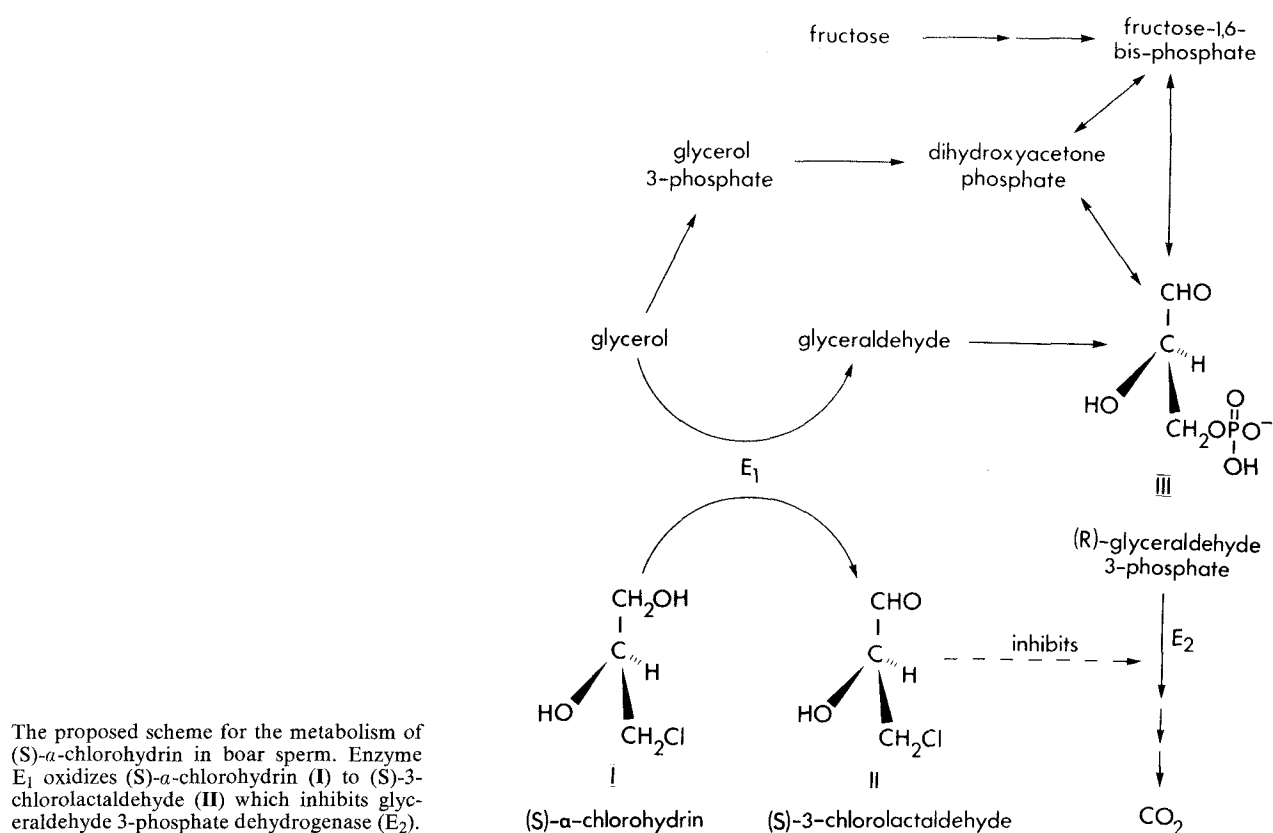 fructose
fructose-1,6-
bis-phosphate
glycerol
3-phosphate
dihydroxyacetone
phosphate
glycerol
glyceraldehyde
CHO
C
H
HO
CH₂OPO⁻
O
OH
III
E₁
(R)-glyceraldehyde
3-phosphate
CH₂OH
C
H
HO
CH₂Cl
I
(S)-α-chlorohydrin
CHO
C
H
HO
CH₂Cl
II
(S)-3-chlorolactaldehyde
inhibits
E₂
CO₂
The proposed scheme for the metabolism of
(S)-α-chlorohydrin in boar sperm. Enzyme
E₁ oxidizes (S)-α-chlorohydrin (I) to (S)-3-
chlorolactaldehyde (II) which inhibits glyc-
eraldehyde 3-phosphate dehydrogenase (E₂).